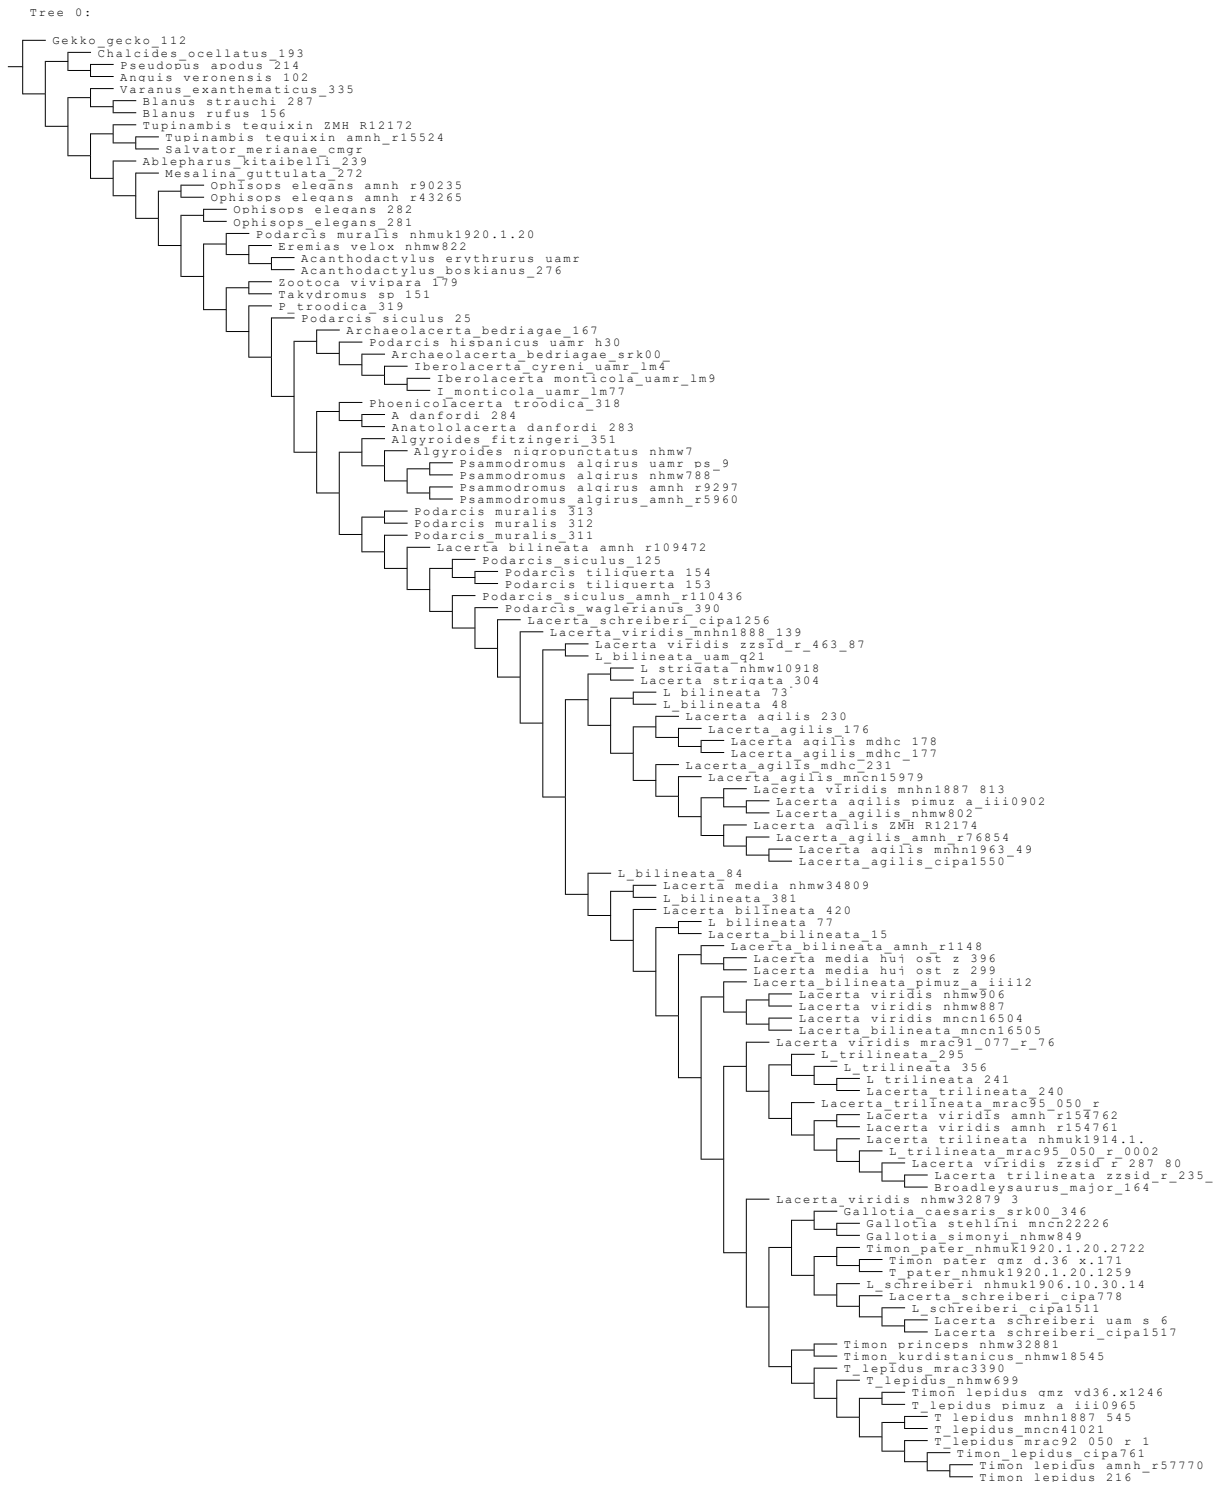 Tree 0:
Gekko_gecko_112
Chalcides_ocellatus_193
Pseudopus_apodus_214
Anguis_veronensis_102
Varanus_exanthematicus_335
Blanus_strauchi_287
Blanus_rufus_156
Tupinambis_teguixin_ZMH_R12172
Tupinambis_teguixin_amnh_r15524
Salvator_merianae_cmgr
Ablepharus_kitaibelli_239
Mesalina_guttulata_272
Ophisops_elegans_amnh_r90235
Ophisops_elegans_amnh_r43265
Ophisops_elegans_282
Ophisops_elegans_281
Podarcis_muralis_nhmuk1920.1.20
Eremias_velox_nhmw822
Acanthodactylus_erythrurus_uamr
Acanthodactylus_boskianus_276
Zootoca_vivipara_179
Takydromus_sp_151
P_troodica_319
Podarcis_siculus_25
Archaeolacerta_bedriagae_167
Podarcis_hispanicus_uamr_h30
Archaeolacerta_bedriagae_srk00_
Iberolacerta_cyreni_uamr_lm4
Iberolacerta_monticola_uamr_lm9
I_monticola_uamr_lm77
Phoenicolacerta_troodica_318
A_danfordi_284
Anatololacerta_danfordi_283
Algyroides_fitzingeri_351
Algyroides_nigropunctatus_nhmw7
Psammodromus_algirus_uamr_ps_9
Psammodromus_algirus_nhmw788
Psammodromus_algirus_amnh_r9297
Psammodromus_algirus_amnh_r5960
Podarcis_muralis_313
Podarcis_muralis_312
Podarcis_muralis_311
Lacerta_bilineata_amnh_r109472
Podarcis_siculus_125
Podarcis_tiliguerta_154
Podarcis_tiliguerta_153
Podarcis_siculus_amnh_r110436
Podarcis_waglerianus_390
Lacerta_schreiberi_cipa1256
Lacerta_viridis_mnhn1888_139
Lacerta_viridis_zzsid_r_463_87
L_bilineata_uam_q21
L_strigata_nhmw10918
Lacerta_strigata_304
L_bilineata_73
L_bilineata_48
Lacerta_agilis_230
Lacerta_agilis_176
Lacerta_agilis_mdhc_178
Lacerta_agilis_mdhc_177
Lacerta_agilis_mdhc_231
Lacerta_agilis_mncn15979
Lacerta_viridis_mnhn1887_813
Lacerta_agilis_pimuz_a_iii0902
Lacerta_agilis_nhmw802
Lacerta_agilis_ZMH_R12174
Lacerta_agilis_amnh_r76854
Lacerta_agilis_mnhn1963_49
Lacerta_agilis_cipa1550
L_bilineata_84
Lacerta_media_nhmw34809
L_bilineata_381
Lacerta_bilineata_420
L_bilineata_77
Lacerta_bilineata_15
Lacerta_bilineata_amnh_r1148
Lacerta_media_huj_ost_z_396
Lacerta_media_huj_ost_z_299
Lacerta_bilineata_pimuz_a_iii12
Lacerta_viridis_nhmw906
Lacerta_viridis_nhmw887
Lacerta_viridis_mncn16504
Lacerta_bilineata_mncn16505
Lacerta_viridis_mrac91_077_r_76
L_trilineata_295
L_trilineata_356
L_trilineata_241
Lacerta_trilineata_240
Lacerta_trilineata_mrac95_050_r
Lacerta_viridis_amnh_r154762
Lacerta_viridis_amnh_r154761
Lacerta_trilineata_nhmuk1914.1.
L_trilineata_mrac95_050_r_0002
Lacerta_viridis_zzsid_r_287_80
Lacerta_trilineata_zzsid_r_235_
Broadleysaurus_major_164
Lacerta_viridis_nhmw32879_3
Gallotia_caesaris_srk00_346
Gallotia_stehlini_mncn22226
Gallotia_simonyi_nhmw849
Timon_pater_nhmuk1920.1.20.2722
Timon_pater_gmz_d.36_x.171
T_pater_nhmuk1920.1.20.1259
L_schreiberi_nhmuk1906.10.30.14
Lacerta_schreiberi_cipa778
L_schreiberi_cipa1511
Lacerta_schreiberi_uam_s_6
Lacerta_schreiberi_cipa1517
Timon_princeps_nhmw32881
Timon_kurdistanicus_nhmw18545
T_lepidus_mrac3390
T_lepidus_nhmw699
Timon_lepidus_gmz_vd36.x1246
T_lepidus_pimuz_a_iii0965
T_lepidus_mnhn1887_545
T_lepidus_mncn41021
T_lepidus_mrac92_050_r_1
Timon_lepidus_cipa761
Timon_lepidus_amnh_r57770
Timon_lepidus_216